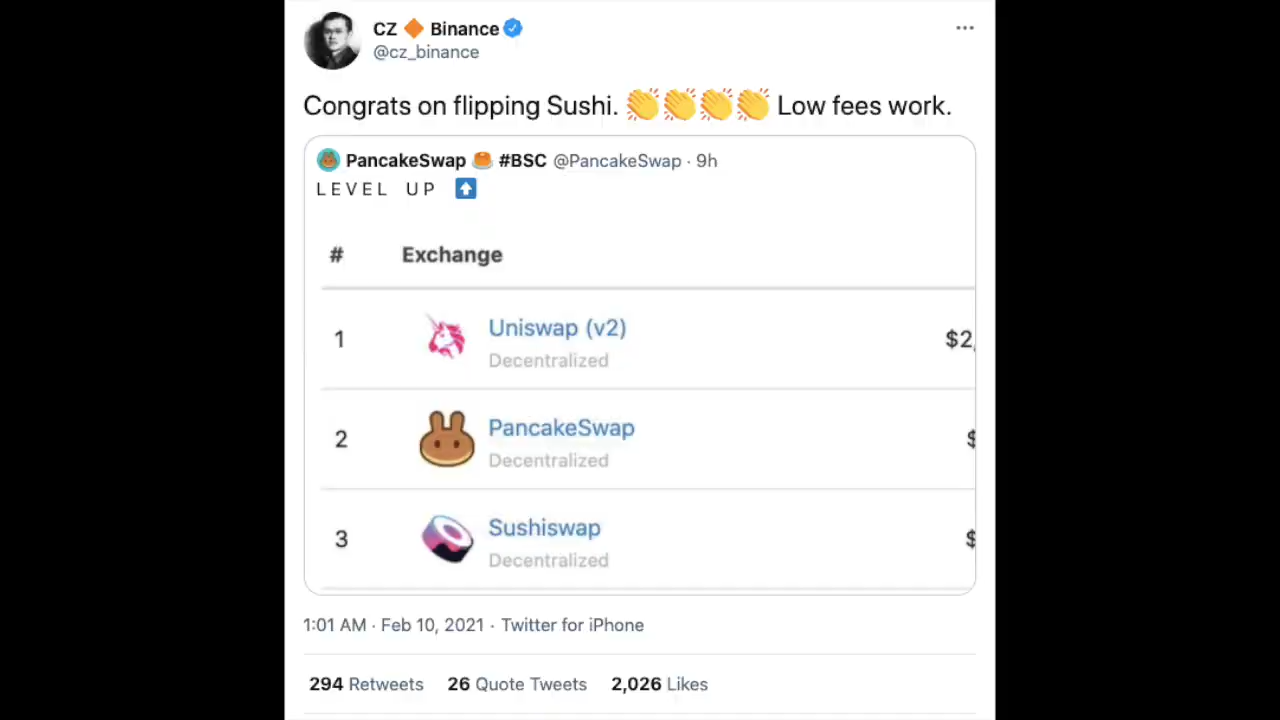 CZ 🔶 Binance
@cz_binance
Congrats on flipping Sushi. 👏👏👏👏 Low fees work.
PancakeSwap 🥞 #BSC @PancakeSwap · 9h
LEVEL UP ⬆️
# Exchange
1 Uniswap (v2) $2,
Decentralized
2 PancakeSwap $
Decentralized
3 Sushiswap $
Decentralized
1:01 AM · Feb 10, 2021 · Twitter for iPhone
294 Retweets 26 Quote Tweets 2,026 Likes